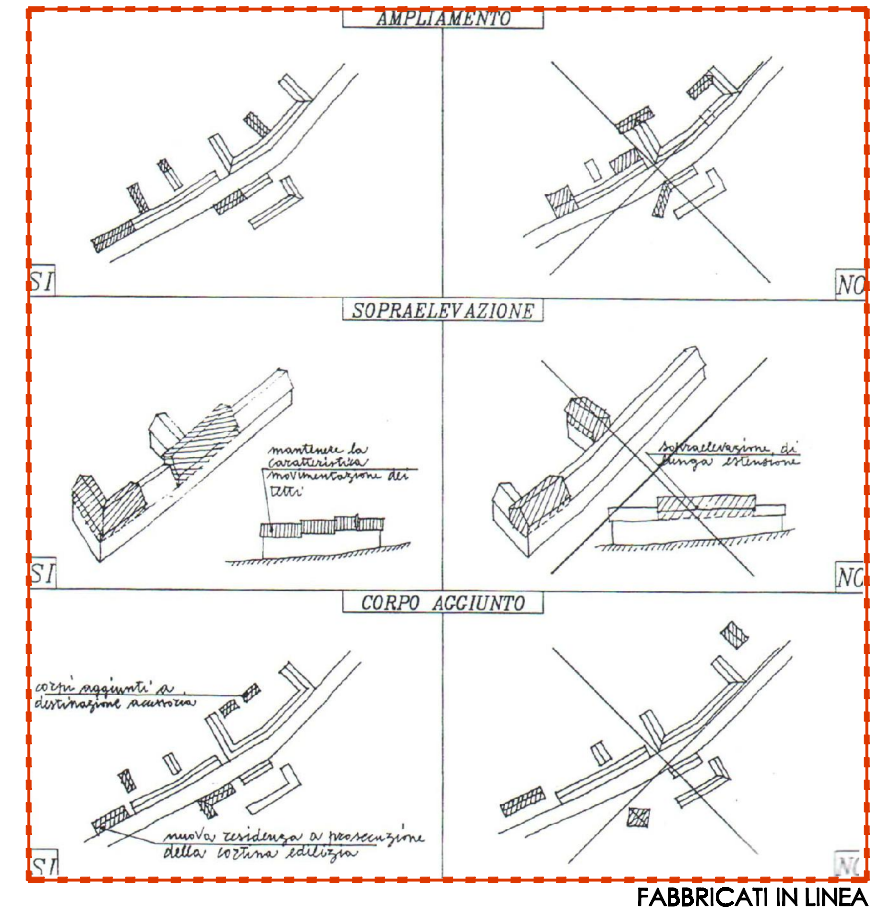 AMPLIAMENTO
SI
NO
SOPRAELEVAZIONE
mantenere la
caratteristica
movimentazione dei
tetti
sopraelevazione di
lunga estensione
SI
NO
CORPO AGGIUNTO
corpi aggiunti a
destinazione accessoria
nuova residenza a prosecuzione
della cortina edilizia
SI
NO
FABBRICATI IN LINEA